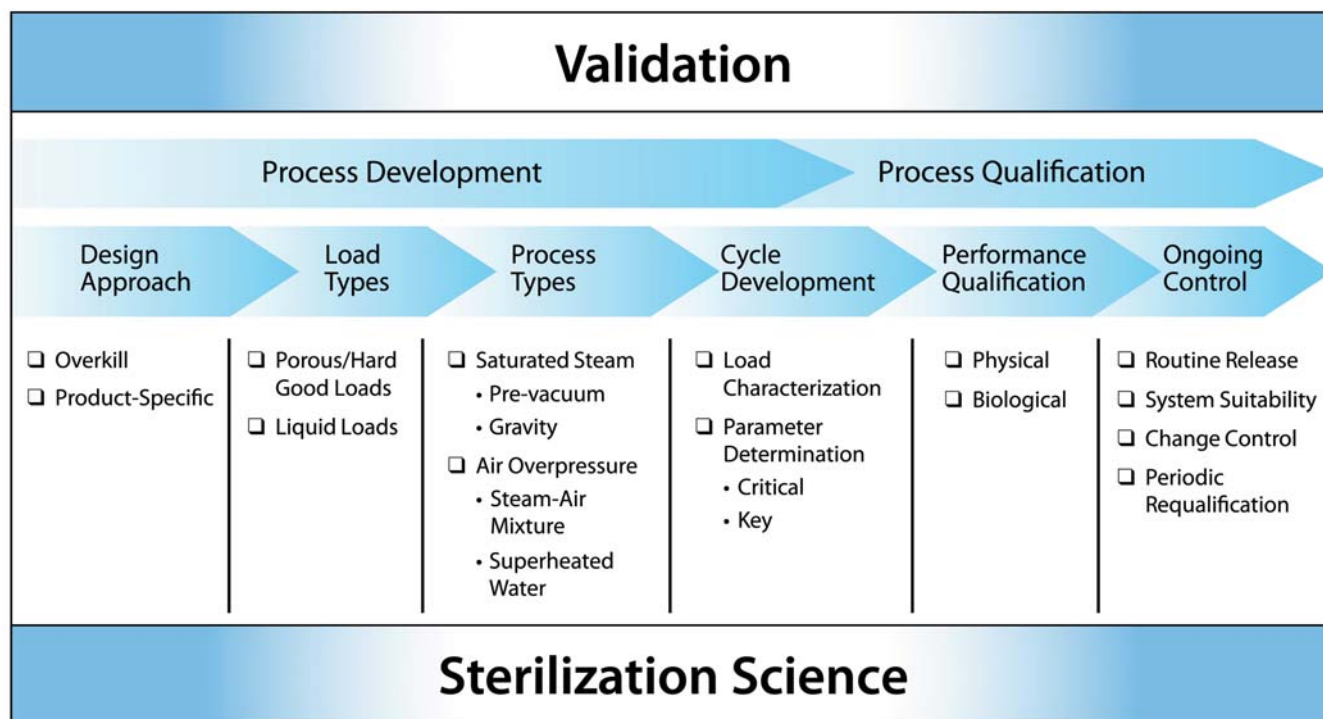 Validation
Process Development
Process Qualification
Design
Approach
Load
Types
Process
Types
Cycle
Development
Performance
Qualification
Ongoing
Control
❑ Overkill
❑ Product-Specific
❑ Porous/Hard
Good Loads
❑ Liquid Loads
❑ Saturated Steam
• Pre-vacuum
• Gravity
❑ Air Overpressure
• Steam-Air
Mixture
• Superheated
Water
❑ Load
Characterization
❑ Parameter
Determination
• Critical
• Key
❑ Physical
❑ Biological
❑ Routine Release
❑ System Suitability
❑ Change Control
❑ Periodic
Requalification
Sterilization Science